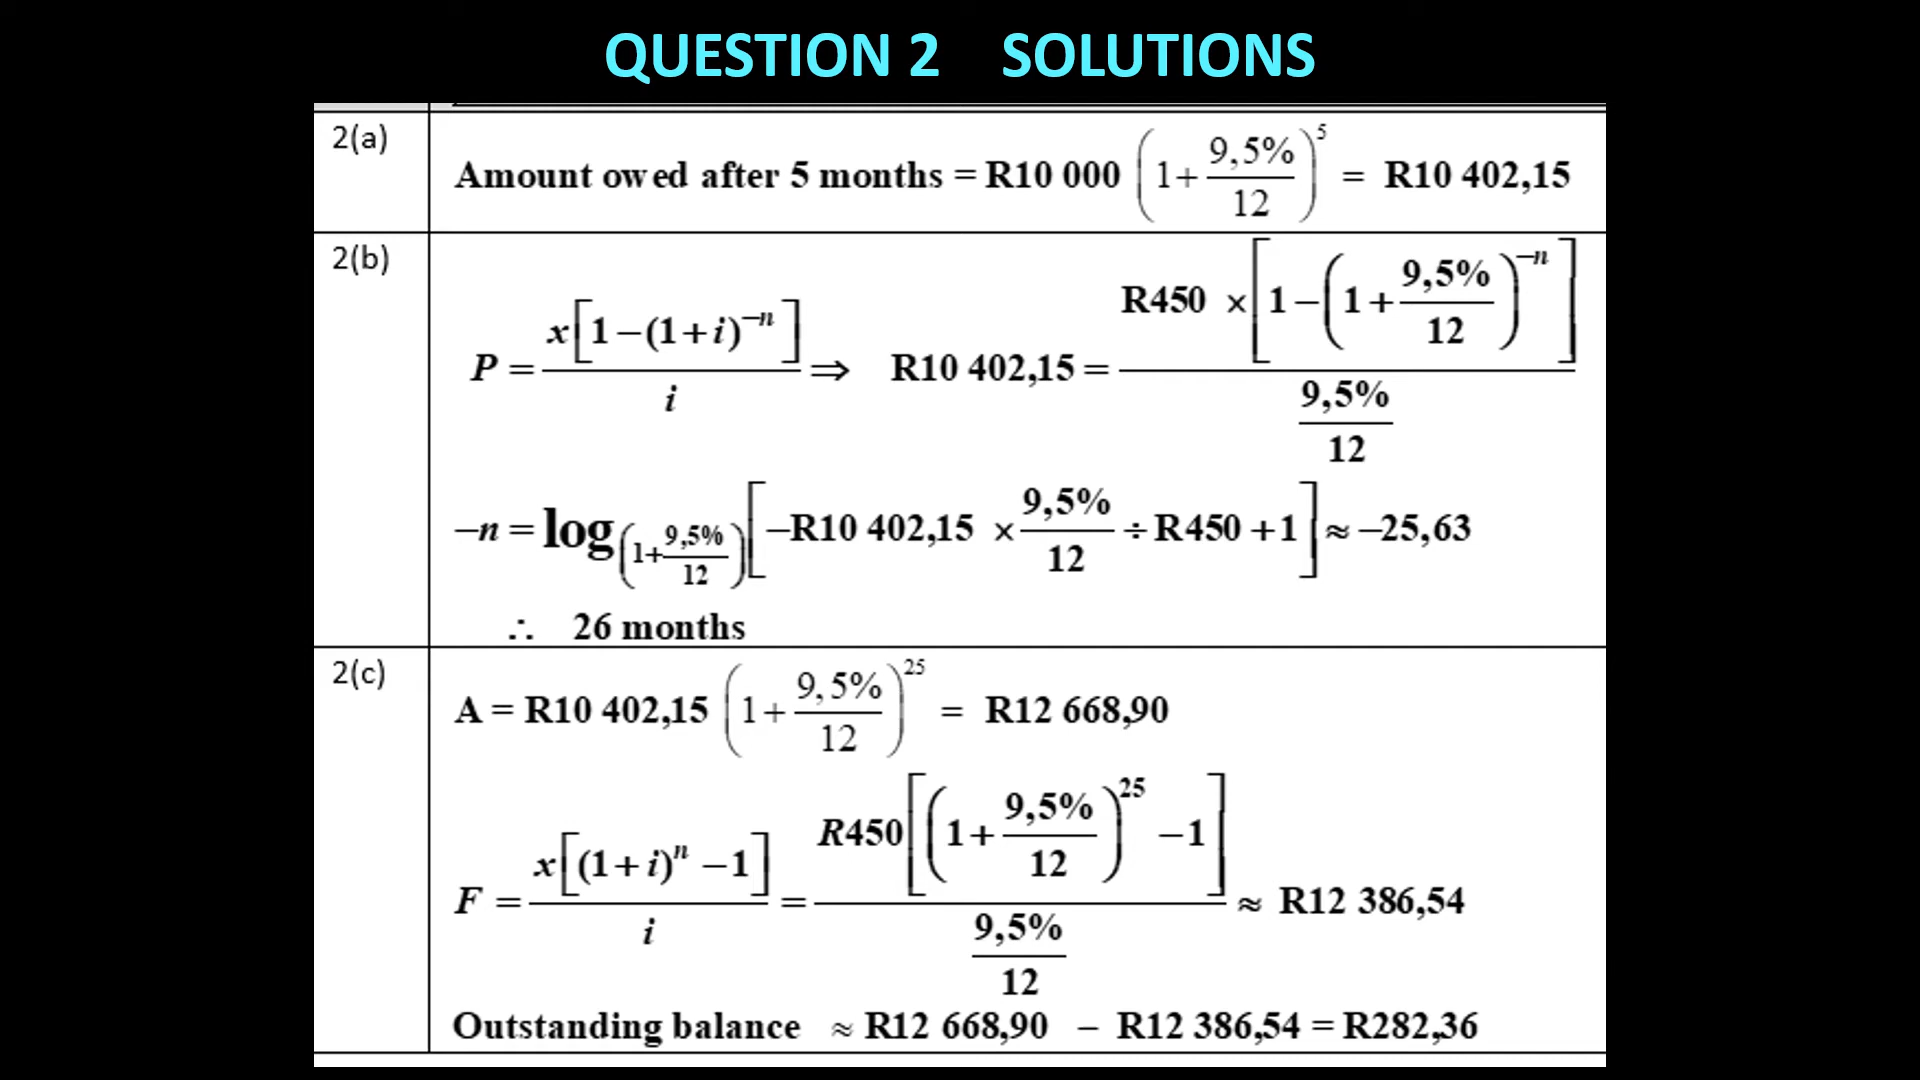 QUESTION 2 SOLUTIONS
2(a)
Amount owed after 5 months = R10 000 (1+ 9,5%/12)^5 = R10 402,15
2(b)
P = x[1−(1+i)^−n]/i ⇒ R10 402,15 = R450 ×[1−(1+ 9,5%/12)^−n]/(9,5%/12)
−n = log_(1+ 9,5%/12)[−R10 402,15 × 9,5%/12 ÷ R450 +1] ≈ −25,63
∴ 26 months
2(c)
A = R10 402,15 (1+ 9,5%/12)^25 = R12 668,90
F = x[(1+i)^n −1]/i = R450[(1+ 9,5%/12)^25 −1]/(9,5%/12) ≈ R12 386,54
Outstanding balance ≈ R12 668,90 − R12 386,54 = R282,36